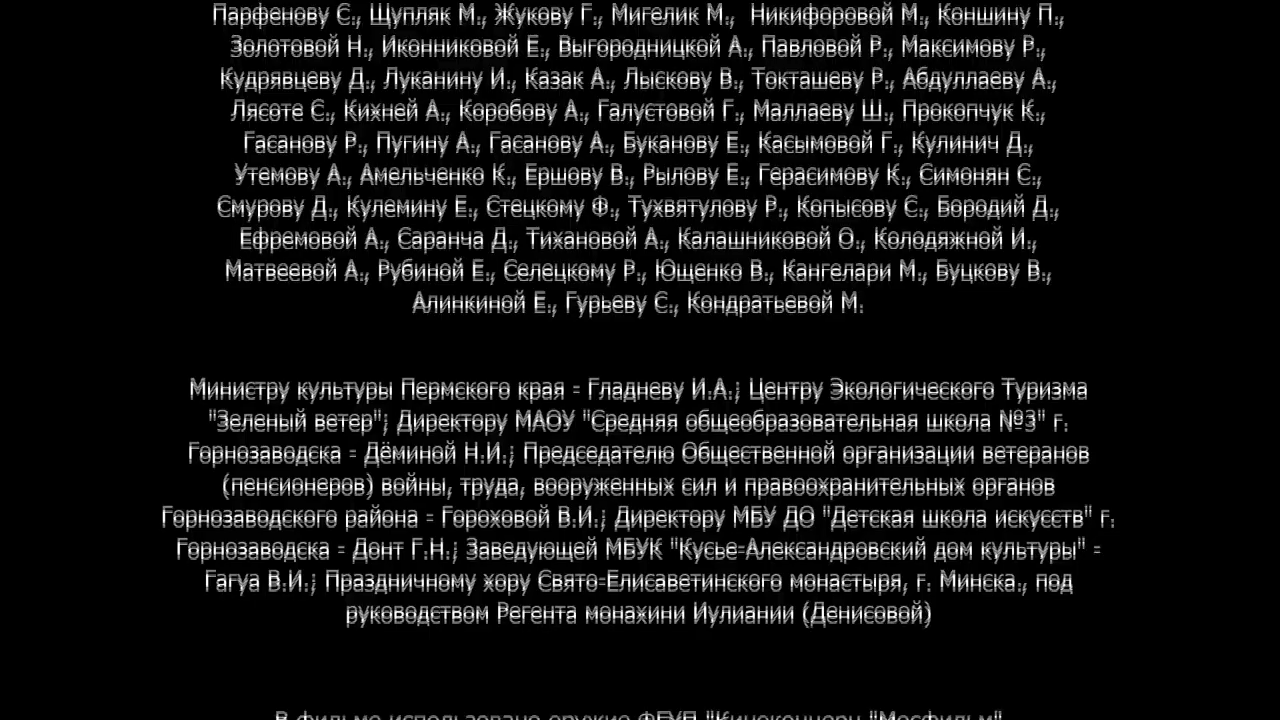 Парфенову С., Щупляк М., Жукову Г., Мигелик М., Никифоровой М., Коншину П.,
Золотовой Н., Иконниковой Е., Выгородницкой А., Павловой Р., Максимову Р.,
Кудрявцеву Д., Луканину И., Казак А., Лыскову В., Токташеву Р., Абдуллаеву А.,
Лясоте С., Кихней А., Коробову А., Галустовой Г., Маллаеву Ш., Прокопчук К.,
Гасанову Р., Пугину А., Гасанову А., Буканову Е., Касымовой Г., Кулинич Д.,
Утемову А., Амельченко К., Ершову В., Рылову Е., Герасимову К., Симонян С.,
Смурову Д., Кулемину Е., Стецкому Ф., Тухвятулову Р., Копысову С., Бородий Д.,
Ефремовой А., Саранча Д., Тихановой А., Калашниковой О., Колодяжной И.,
Матвеевой А., Рубиной Е., Селецкому Р., Ющенко В., Кангелари М., Буцкову В.,
Алинкиной Е., Гурьеву С., Кондратьевой М.
Министру культуры Пермского края - Гладневу И.А.; Центру Экологического Туризма
"Зеленый ветер"; Директору МАОУ "Средняя общеобразовательная школа №3" г.
Горнозаводска - Дёминой Н.И.; Председателю Общественной организации ветеранов
(пенсионеров) войны, труда, вооруженных сил и правоохранительных органов
Горнозаводского района - Гороховой В.И.; Директору МБУ ДО "Детская школа искусств" г.
Горнозаводска - Донт Г.Н.; Заведующей МБУК "Кусье-Александровский дом культуры" -
Гагуа В.И.; Праздничному хору Свято-Елисаветинского монастыря, г. Минска., под
руководством Регента монахини Иулиании (Денисовой)
В фильме использовано оружие ФГУП "Киноконцерн "Мосфильм"